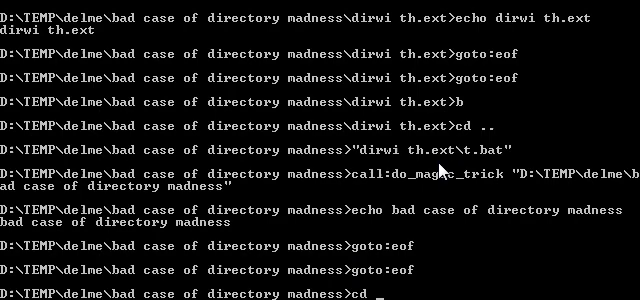 D:\TEMP\delme\bad case of directory madness\dirwi th.ext>echo dirwi th.ext
dirwi th.ext
D:\TEMP\delme\bad case of directory madness\dirwi th.ext>goto:eof
D:\TEMP\delme\bad case of directory madness\dirwi th.ext>goto:eof
D:\TEMP\delme\bad case of directory madness\dirwi th.ext>b
D:\TEMP\delme\bad case of directory madness\dirwi th.ext>cd ..
D:\TEMP\delme\bad case of directory madness>"dirwi th.ext\t.bat"
D:\TEMP\delme\bad case of directory madness>call:do_magic_trick "D:\TEMP\delme\b
ad case of directory madness"
D:\TEMP\delme\bad case of directory madness>echo bad case of directory madness
bad case of directory madness
D:\TEMP\delme\bad case of directory madness>goto:eof
D:\TEMP\delme\bad case of directory madness>goto:eof
D:\TEMP\delme\bad case of directory madness>cd _